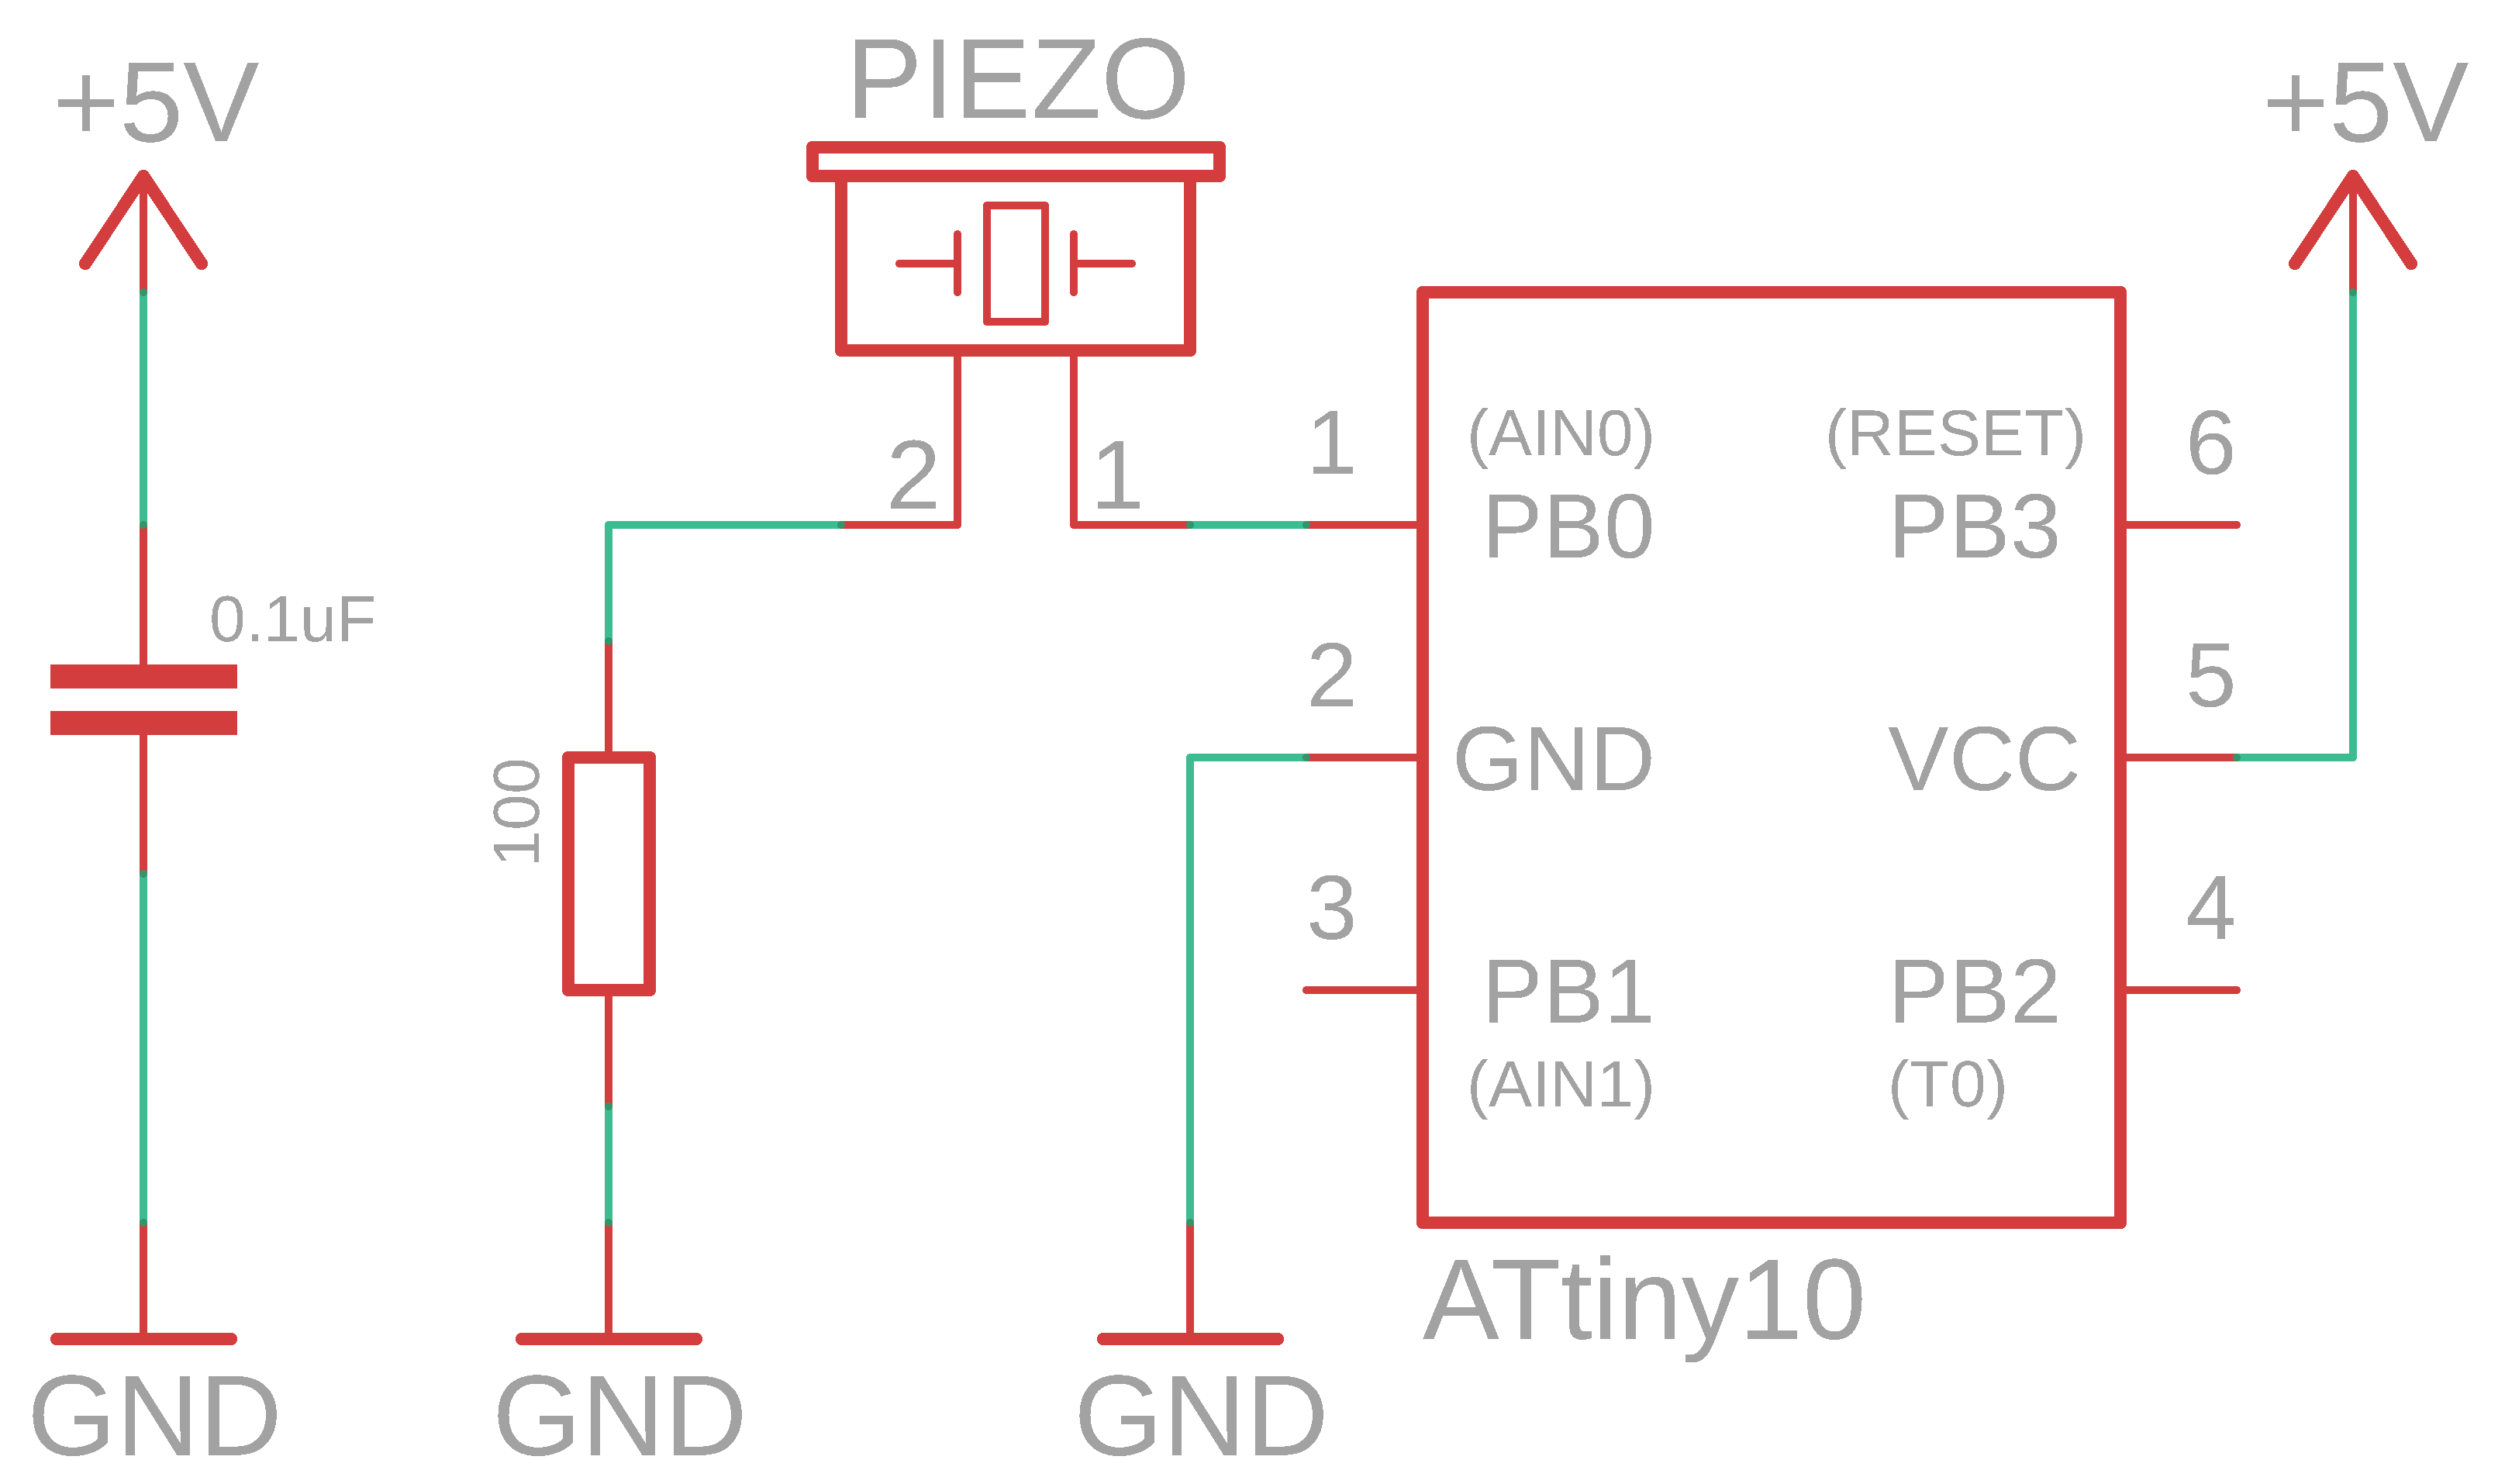 +5V
PIEZO
+5V
2
1
1
(AIN0)
(RESET)
6
PB0
PB3
0.1uF
2
5
100
GND
VCC
3
4
PB1
PB2
(AIN1)
(T0)
ATtiny10
GND
GND
GND